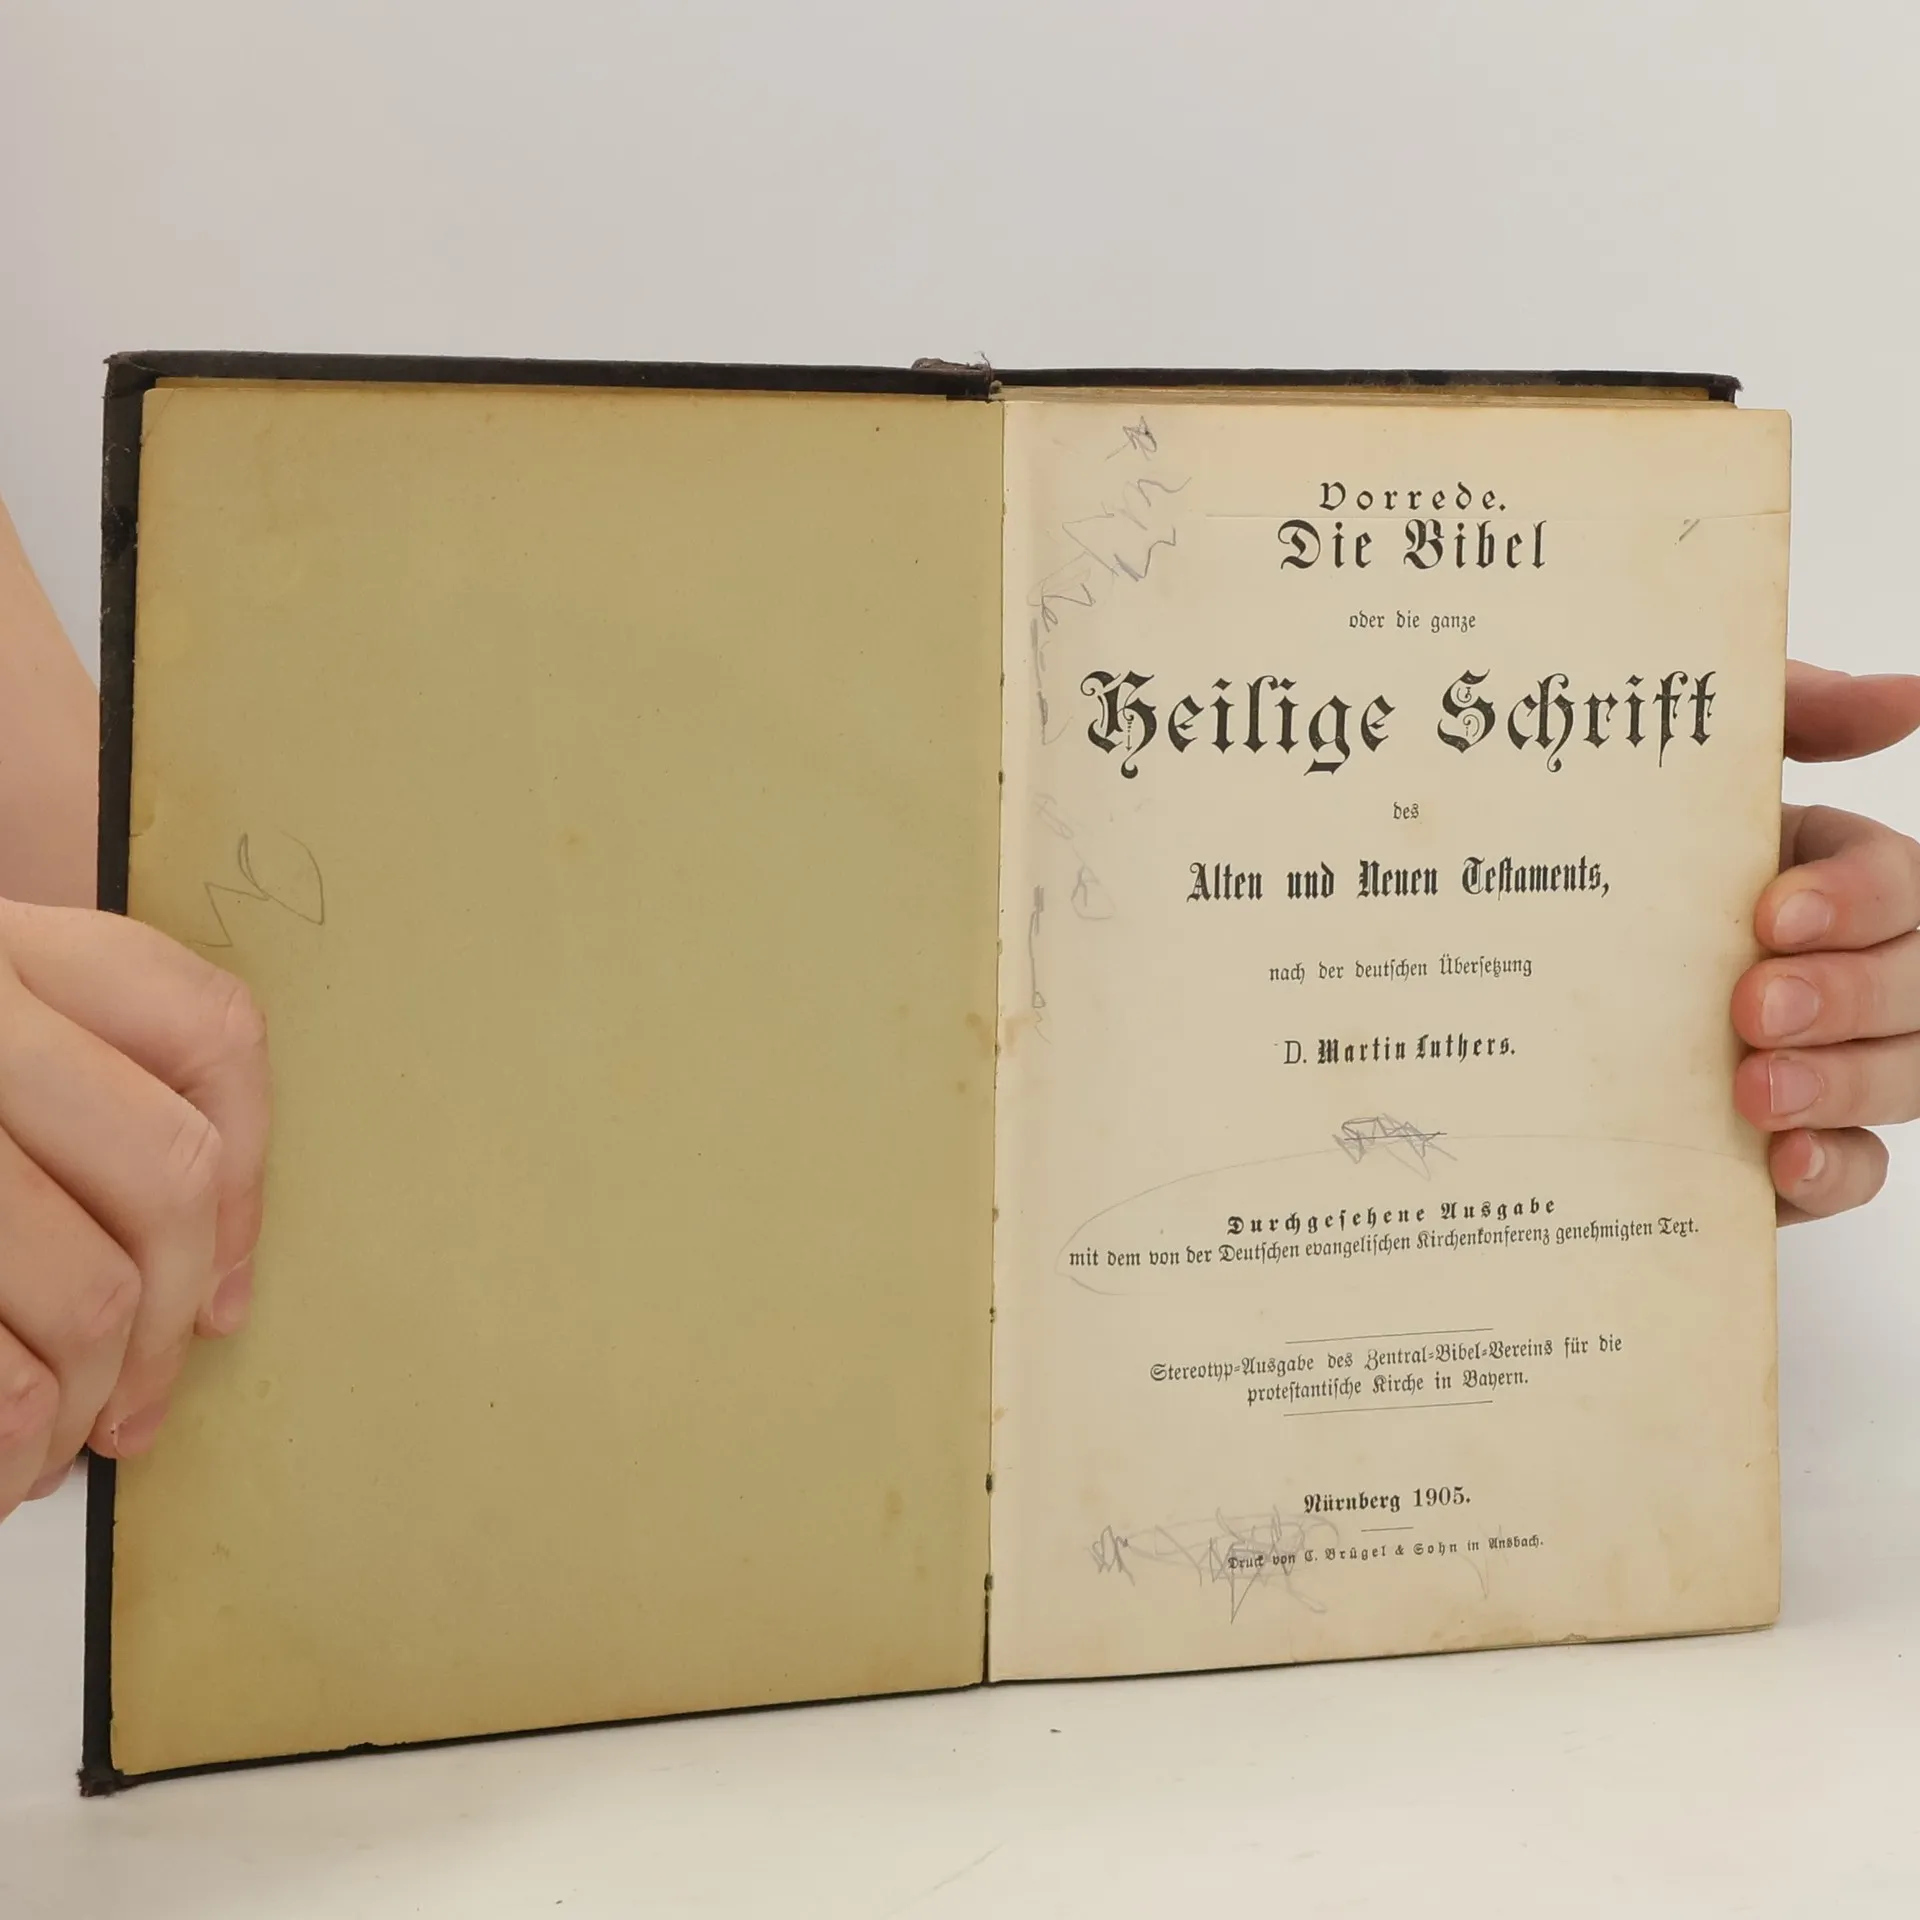 Vorrede.
Die Bibel
oder die ganze
Heilige Schrift
des
Alten und Neuen Testaments,
nach der deutschen Übersetzung
D. Martin Luthers.
Durchgesehene Ausgabe
mit dem von der Deutschen evangelischen Kirchenkonferenz genehmigten Text.
Stereotyp-Ausgabe des Zentral-Bibel-Vereins für die
protestantische Kirche in Bayern.
Nürnberg 1905.
Druck von C. Brügel & Sohn in Ansbach.